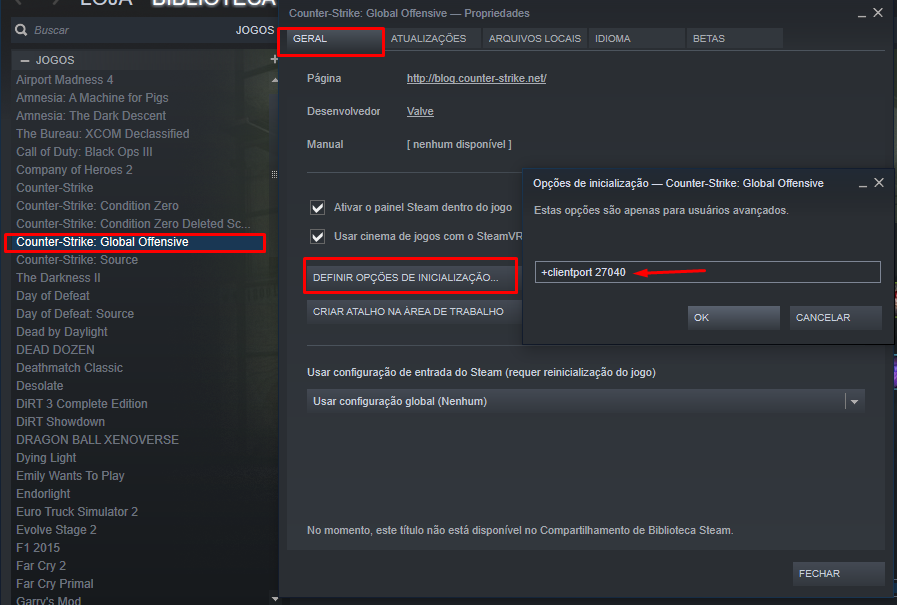 LOJA BIBLIOTECA
Buscar
JOGOS
— JOGOS +
Airport Madness 4
Amnesia: A Machine for Pigs
Amnesia: The Dark Descent
The Bureau: XCOM Declassified
Call of Duty: Black Ops III
Company of Heroes 2
Counter-Strike
Counter-Strike: Condition Zero
Counter-Strike: Condition Zero Deleted Sc...
Counter-Strike: Global Offensive
Counter-Strike: Source
The Darkness II
Day of Defeat
Day of Defeat: Source
Dead by Daylight
DEAD DOZEN
Deathmatch Classic
Desolate
DiRT 3 Complete Edition
DiRT Showdown
DRAGON BALL XENOVERSE
Dying Light
Emily Wants To Play
Endorlight
Euro Truck Simulator 2
Evolve Stage 2
F1 2015
Far Cry 2
Far Cry Primal
Garry's Mod
Counter-Strike: Global Offensive — Propriedades
GERAL
ATUALIZAÇÕES
ARQUIVOS LOCAIS
IDIOMA
BETAS
Página
http://blog.counter-strike.net/
Desenvolvedor
Valve
Manual
[ nenhum disponível ]
Ativar o painel Steam dentro do jogo
Usar cinema de jogos com o SteamVR
DEFINIR OPÇÕES DE INICIALIZAÇÃO...
CRIAR ATALHO NA ÁREA DE TRABALHO
Usar configuração de entrada do Steam (requer reinicialização do jogo)
Usar configuração global (Nenhum)
No momento, este título não está disponível no Compartilhamento de Biblioteca Steam.
FECHAR
Opções de inicialização — Counter-Strike: Global Offensive
Estas opções são apenas para usuários avançados.
+clientport 27040
OK
CANCELAR